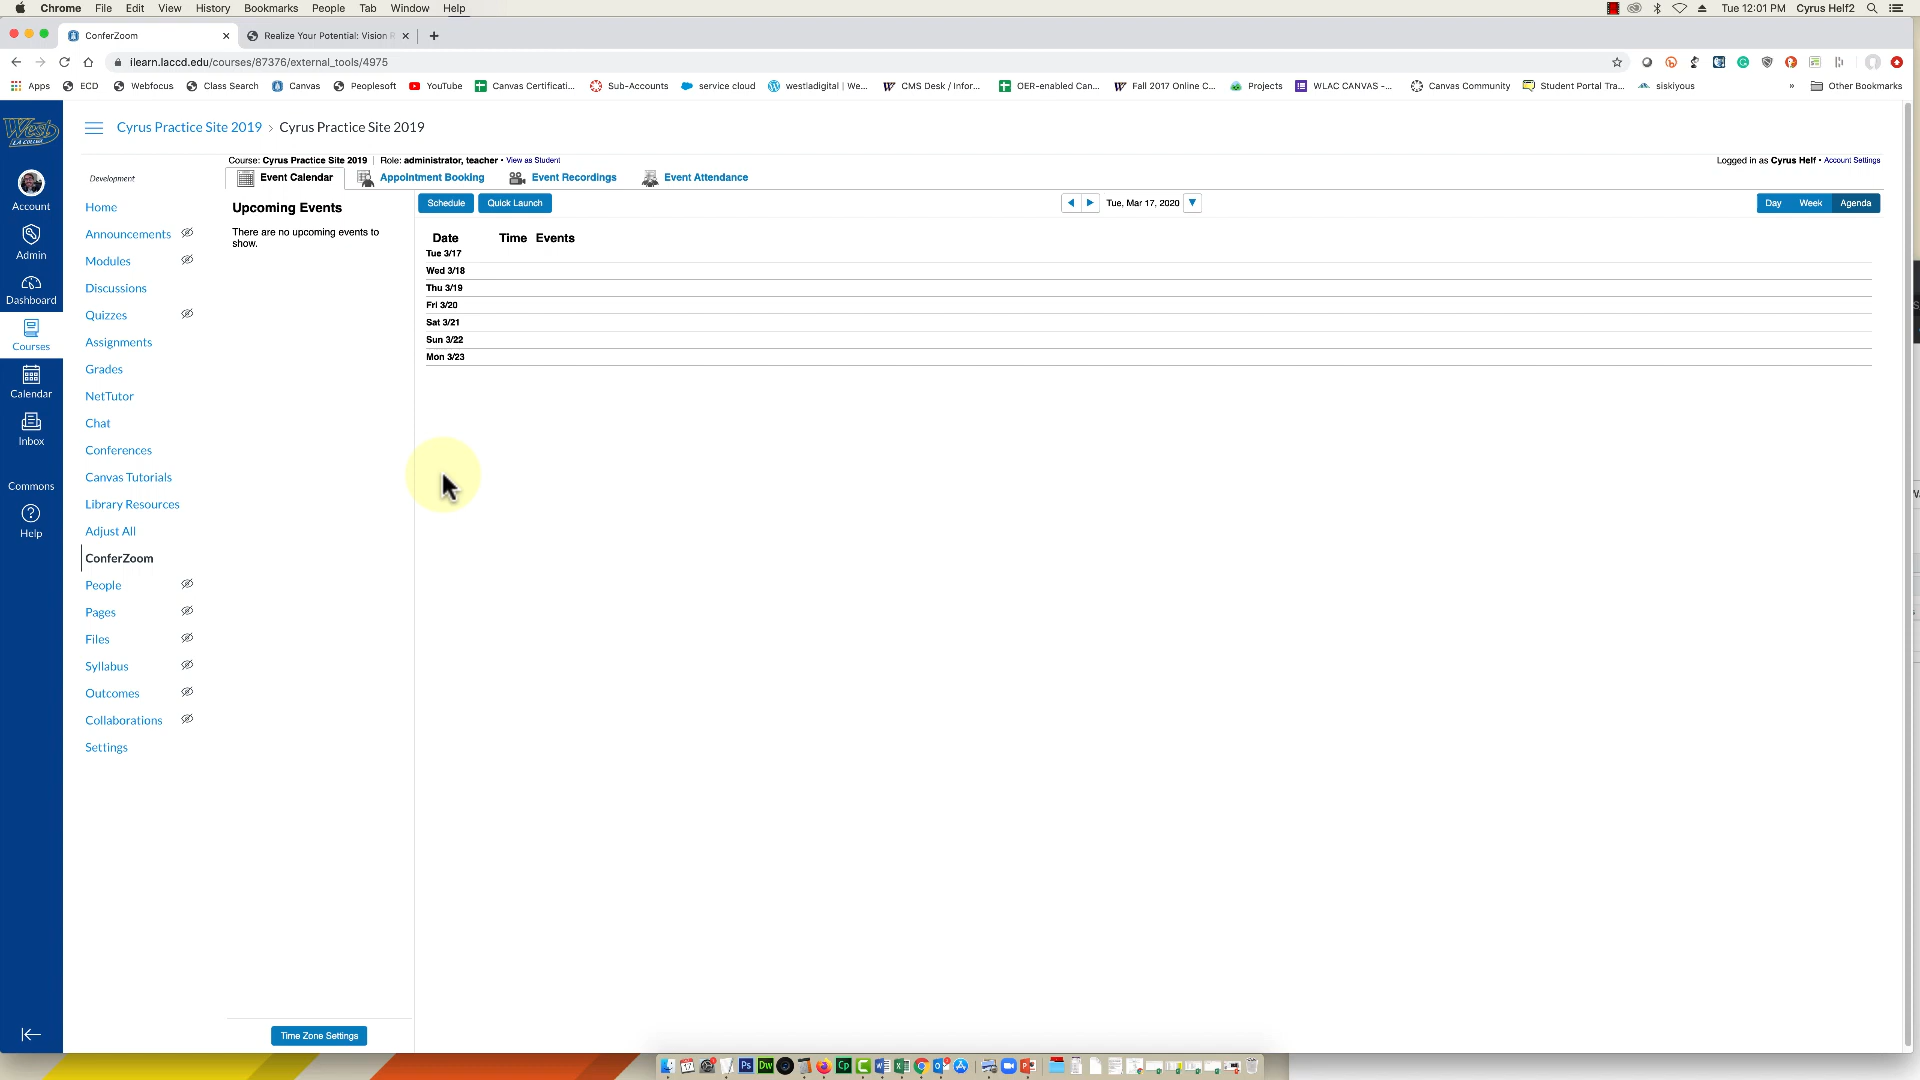 Chrome File Edit View History Bookmarks People Tab Window Help
Tue 12:01 PM Cyrus Helf2
ConferZoom
Realize Your Potential: Vision
ilearn.laccd.edu/courses/87376/external_tools/4975
Apps ECD Webfocus Class Search Canvas Peoplesoft YouTube Canvas Certificati... Sub-Accounts service cloud westladigital | We... CMS Desk / Infor... OER-enabled Can... Fall 2017 Online C... Projects WLAC CANVAS -... Canvas Community Student Portal Tra... siskiyous » Other Bookmarks
West
LA COLLEGE
Cyrus Practice Site 2019 › Cyrus Practice Site 2019
Course: Cyrus Practice Site 2019 | Role: administrator, teacher • View as Student
Logged in as Cyrus Helf • Account Settings
Event Calendar Appointment Booking Event Recordings Event Attendance
Account
Admin
Dashboard
Courses
Calendar
Inbox
Commons
Help
Development
Home
Announcements
Modules
Discussions
Quizzes
Assignments
Grades
NetTutor
Chat
Conferences
Canvas Tutorials
Library Resources
Adjust All
ConferZoom
People
Pages
Files
Syllabus
Outcomes
Collaborations
Settings
Upcoming Events
There are no upcoming events to
show.
Time Zone Settings
Schedule Quick Launch
Tue, Mar 17, 2020
Day Week Agenda
Date Time Events
Tue 3/17
Wed 3/18
Thu 3/19
Fri 3/20
Sat 3/21
Sun 3/22
Mon 3/23
Ps Dw Cp